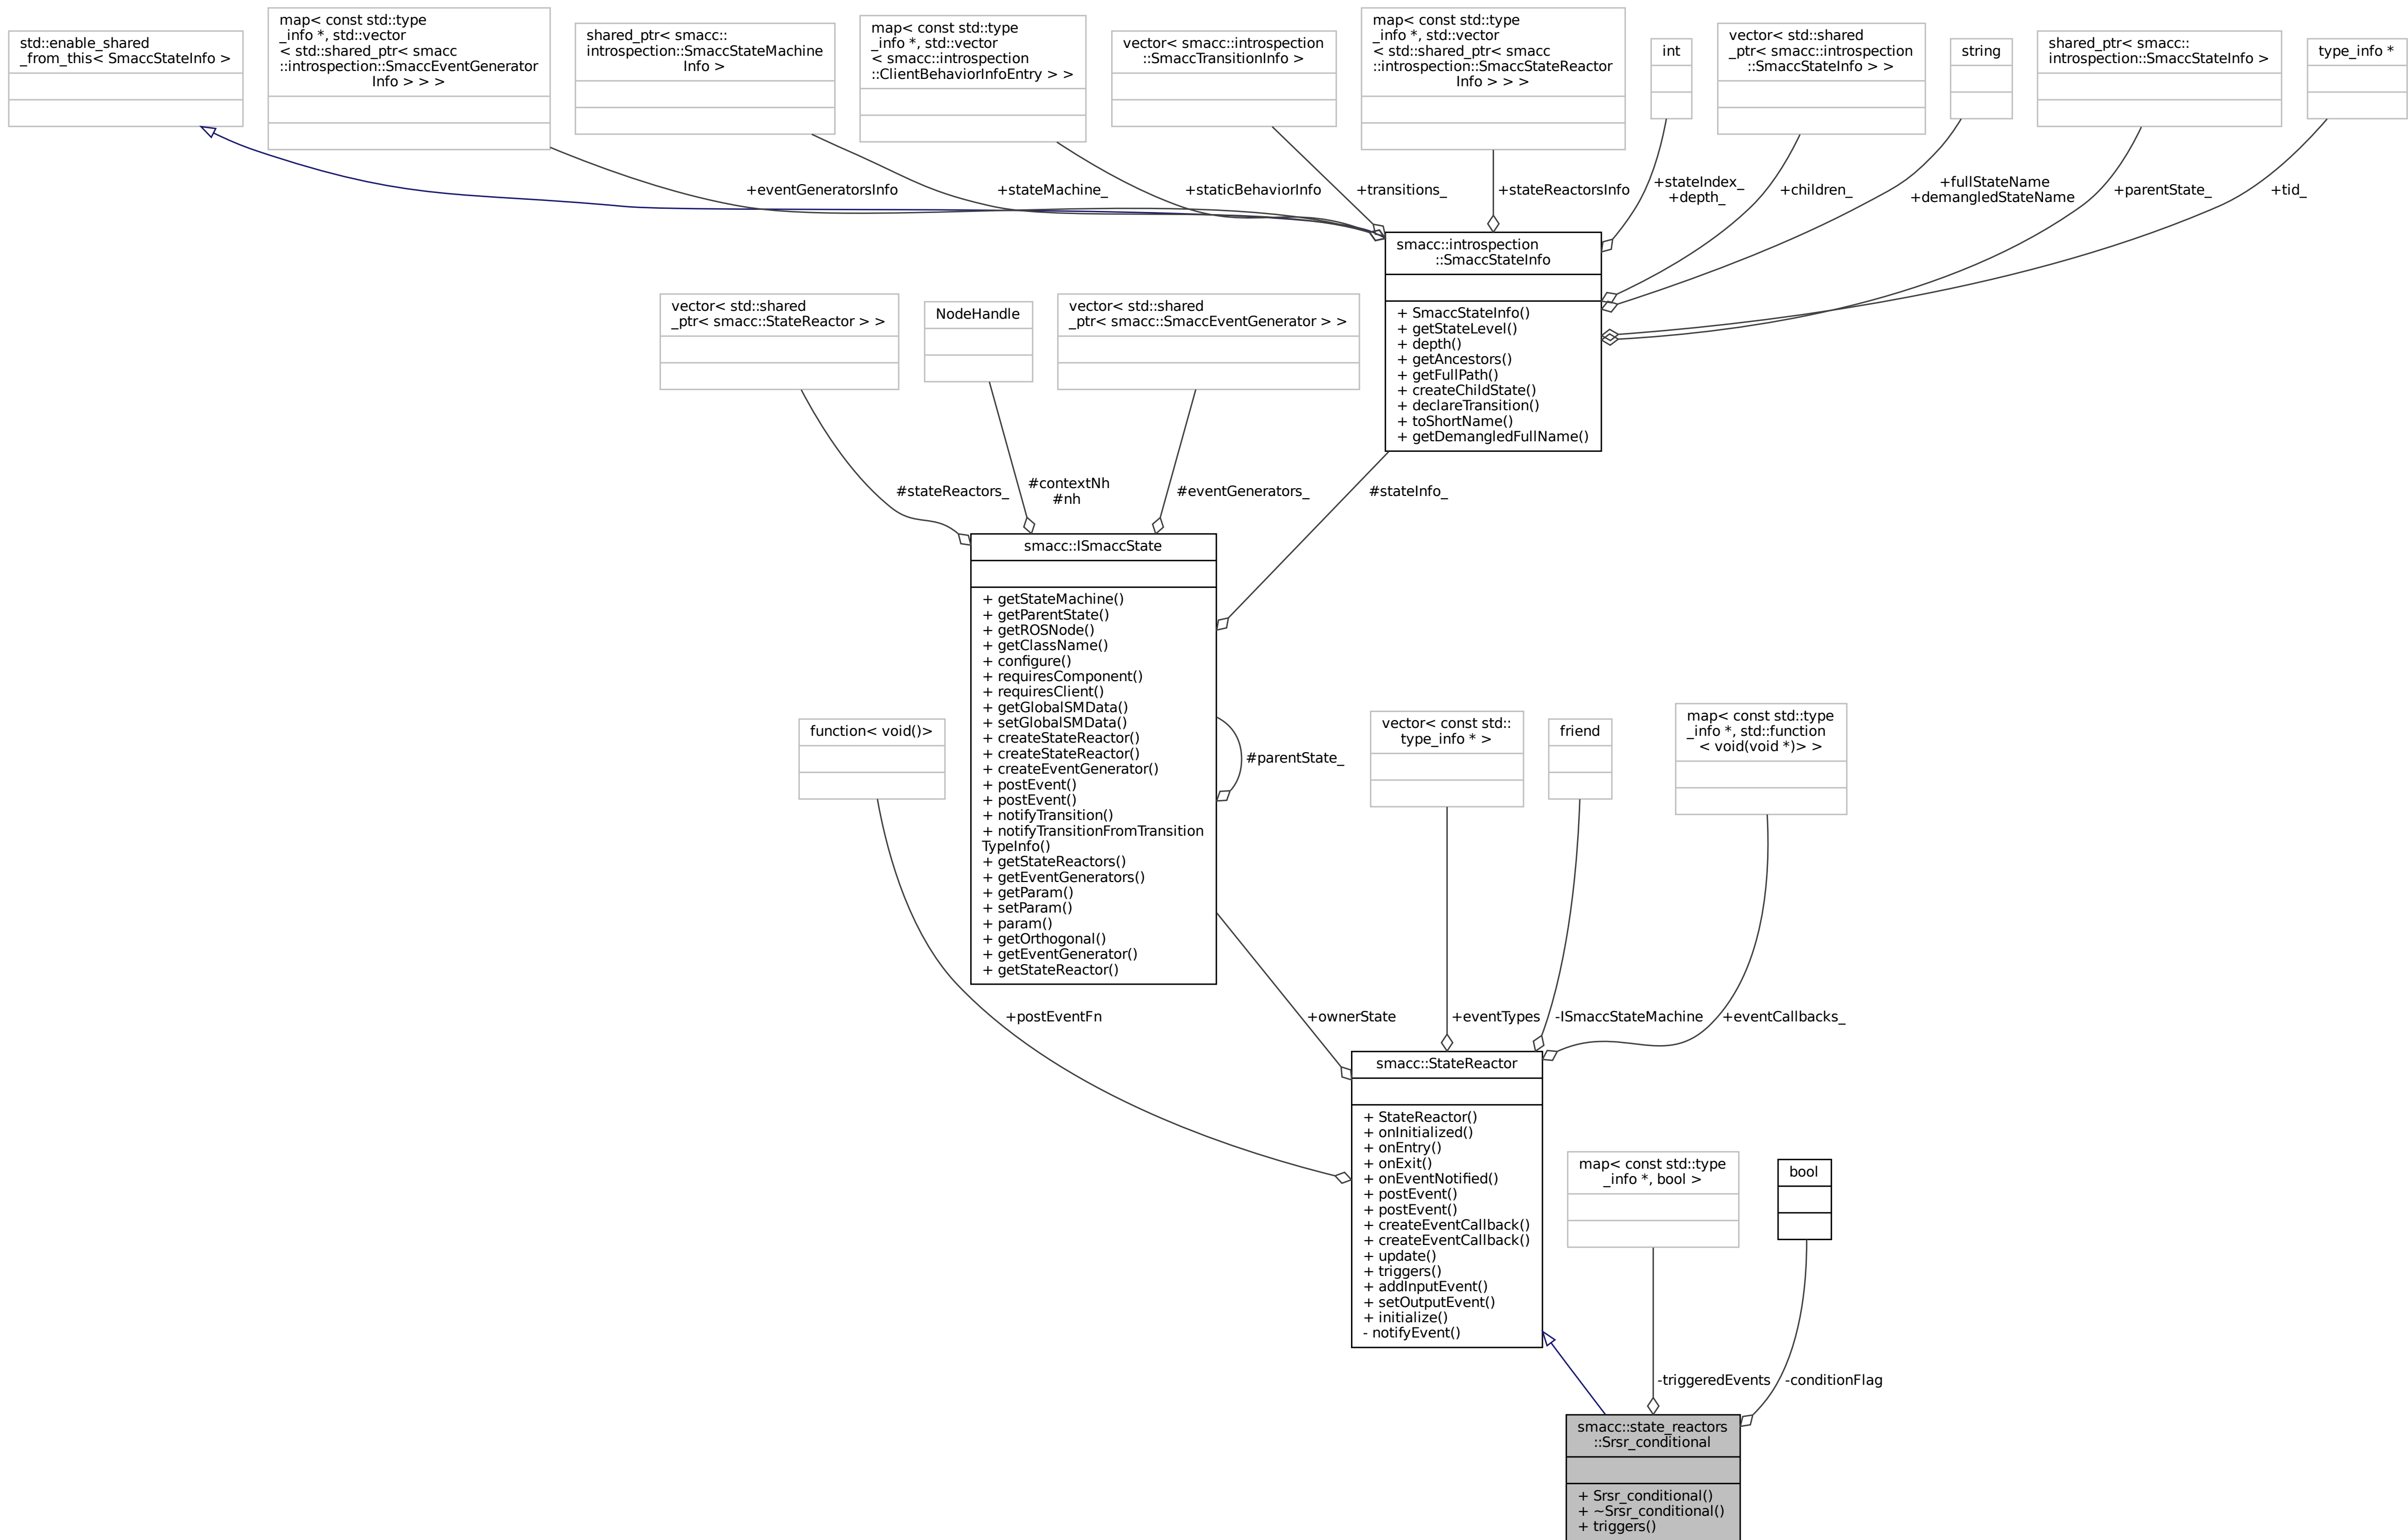 std::enable_shared
_from_this< SmaccStateInfo >
map< const std::type
_info *, std::vector
< std::shared_ptr< smacc
::introspection::SmaccEventGenerator
Info > > >
shared_ptr< smacc::
introspection::SmaccStateMachine
Info >
map< const std::type
_info *, std::vector
< smacc::introspection
::ClientBehaviorInfoEntry > >
vector< smacc::introspection
::SmaccTransitionInfo >
map< const std::type
_info *, std::vector
< std::shared_ptr< smacc
::introspection::SmaccStateReactor
Info > > >
int
vector< std::shared
_ptr< smacc::introspection
::SmaccStateInfo > >
string
shared_ptr< smacc::
introspection::SmaccStateInfo >
type_info *
+eventGeneratorsInfo
+stateMachine_
+staticBehaviorInfo
+transitions_
+stateReactorsInfo
+stateIndex_
+depth_
+children_
+fullStateName
+demangledStateName
+parentState_
+tid_
smacc::introspection
::SmaccStateInfo
+ SmaccStateInfo()
+ getStateLevel()
+ depth()
+ getAncestors()
+ getFullPath()
+ createChildState()
+ declareTransition()
+ toShortName()
+ getDemangledFullName()
vector< std::shared
_ptr< smacc::StateReactor > >
NodeHandle
vector< std::shared
_ptr< smacc::SmaccEventGenerator > >
#stateReactors_
#contextNh
#nh
#eventGenerators_
#stateInfo_
smacc::ISmaccState
+ getStateMachine()
+ getParentState()
+ getROSNode()
+ getClassName()
+ configure()
+ requiresComponent()
+ requiresClient()
+ getGlobalSMData()
+ setGlobalSMData()
+ createStateReactor()
+ createStateReactor()
+ createEventGenerator()
+ postEvent()
+ postEvent()
+ notifyTransition()
+ notifyTransitionFromTransition
TypeInfo()
+ getStateReactors()
+ getEventGenerators()
+ getParam()
+ setParam()
+ param()
+ getOrthogonal()
+ getEventGenerator()
+ getStateReactor()
#parentState_
function< void()>
vector< const std::
type_info * >
friend
map< const std::type
_info *, std::function
< void(void *)> >
+postEventFn
+ownerState
+eventTypes
-ISmaccStateMachine
+eventCallbacks_
smacc::StateReactor
+ StateReactor()
+ onInitialized()
+ onEntry()
+ onExit()
+ onEventNotified()
+ postEvent()
+ postEvent()
+ createEventCallback()
+ createEventCallback()
+ update()
+ triggers()
+ addInputEvent()
+ setOutputEvent()
+ initialize()
- notifyEvent()
map< const std::type
_info *, bool >
bool
-triggeredEvents
-conditionFlag
smacc::state_reactors
::Srsr_conditional
+ Srsr_conditional()
+ ~Srsr_conditional()
+ triggers()